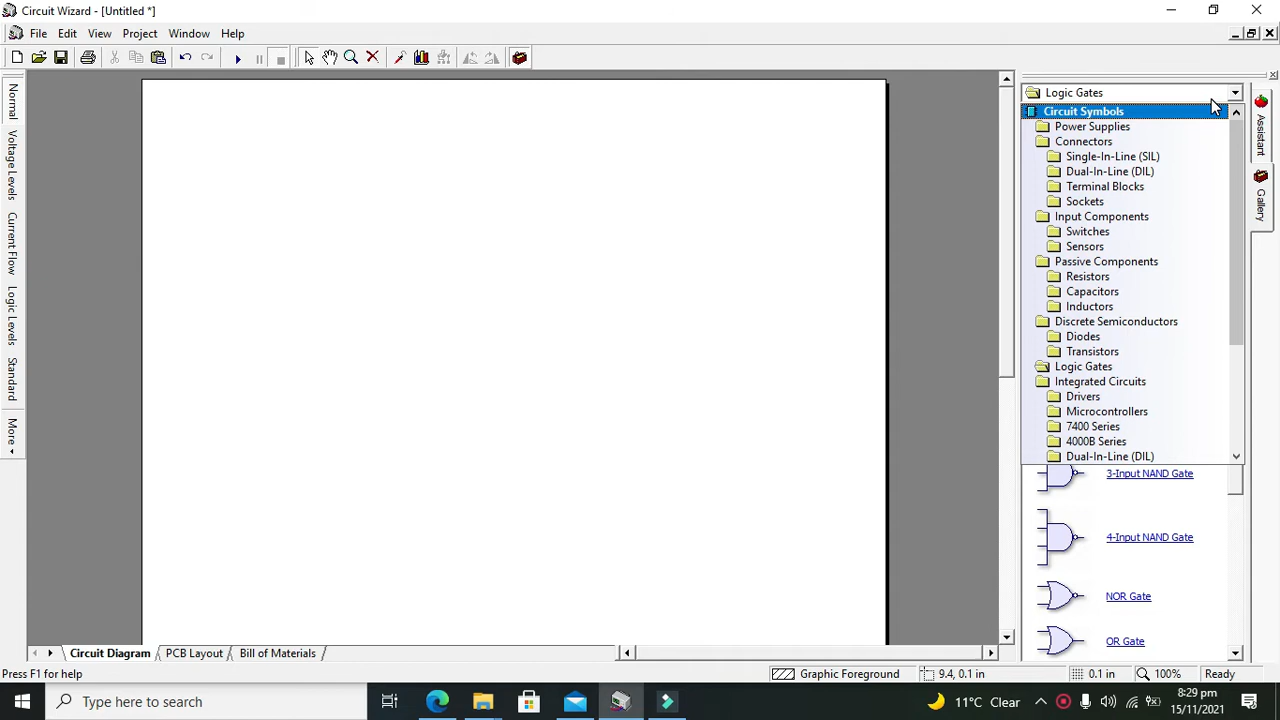 Circuit Wizard - [Untitled *]
File Edit View Project Window Help
Normal
Voltage Levels
Current Flow
Logic Levels
Standard
More
Logic Gates
Circuit Symbols
Power Supplies
Connectors
Single-In-Line (SIL)
Dual-In-Line (DIL)
Terminal Blocks
Sockets
Input Components
Switches
Sensors
Passive Components
Resistors
Capacitors
Inductors
Discrete Semiconductors
Diodes
Transistors
Logic Gates
Integrated Circuits
Drivers
Microcontrollers
7400 Series
4000B Series
Dual-In-Line (DIL)
3-Input NAND Gate
4-Input NAND Gate
NOR Gate
OR Gate
Assistant
Gallery
Circuit Diagram PCB Layout Bill of Materials
Press F1 for help Graphic Foreground 9.4, 0.1 in 0.1 in 100% Ready
Type here to search
11°C Clear
8:29 pm
15/11/2021